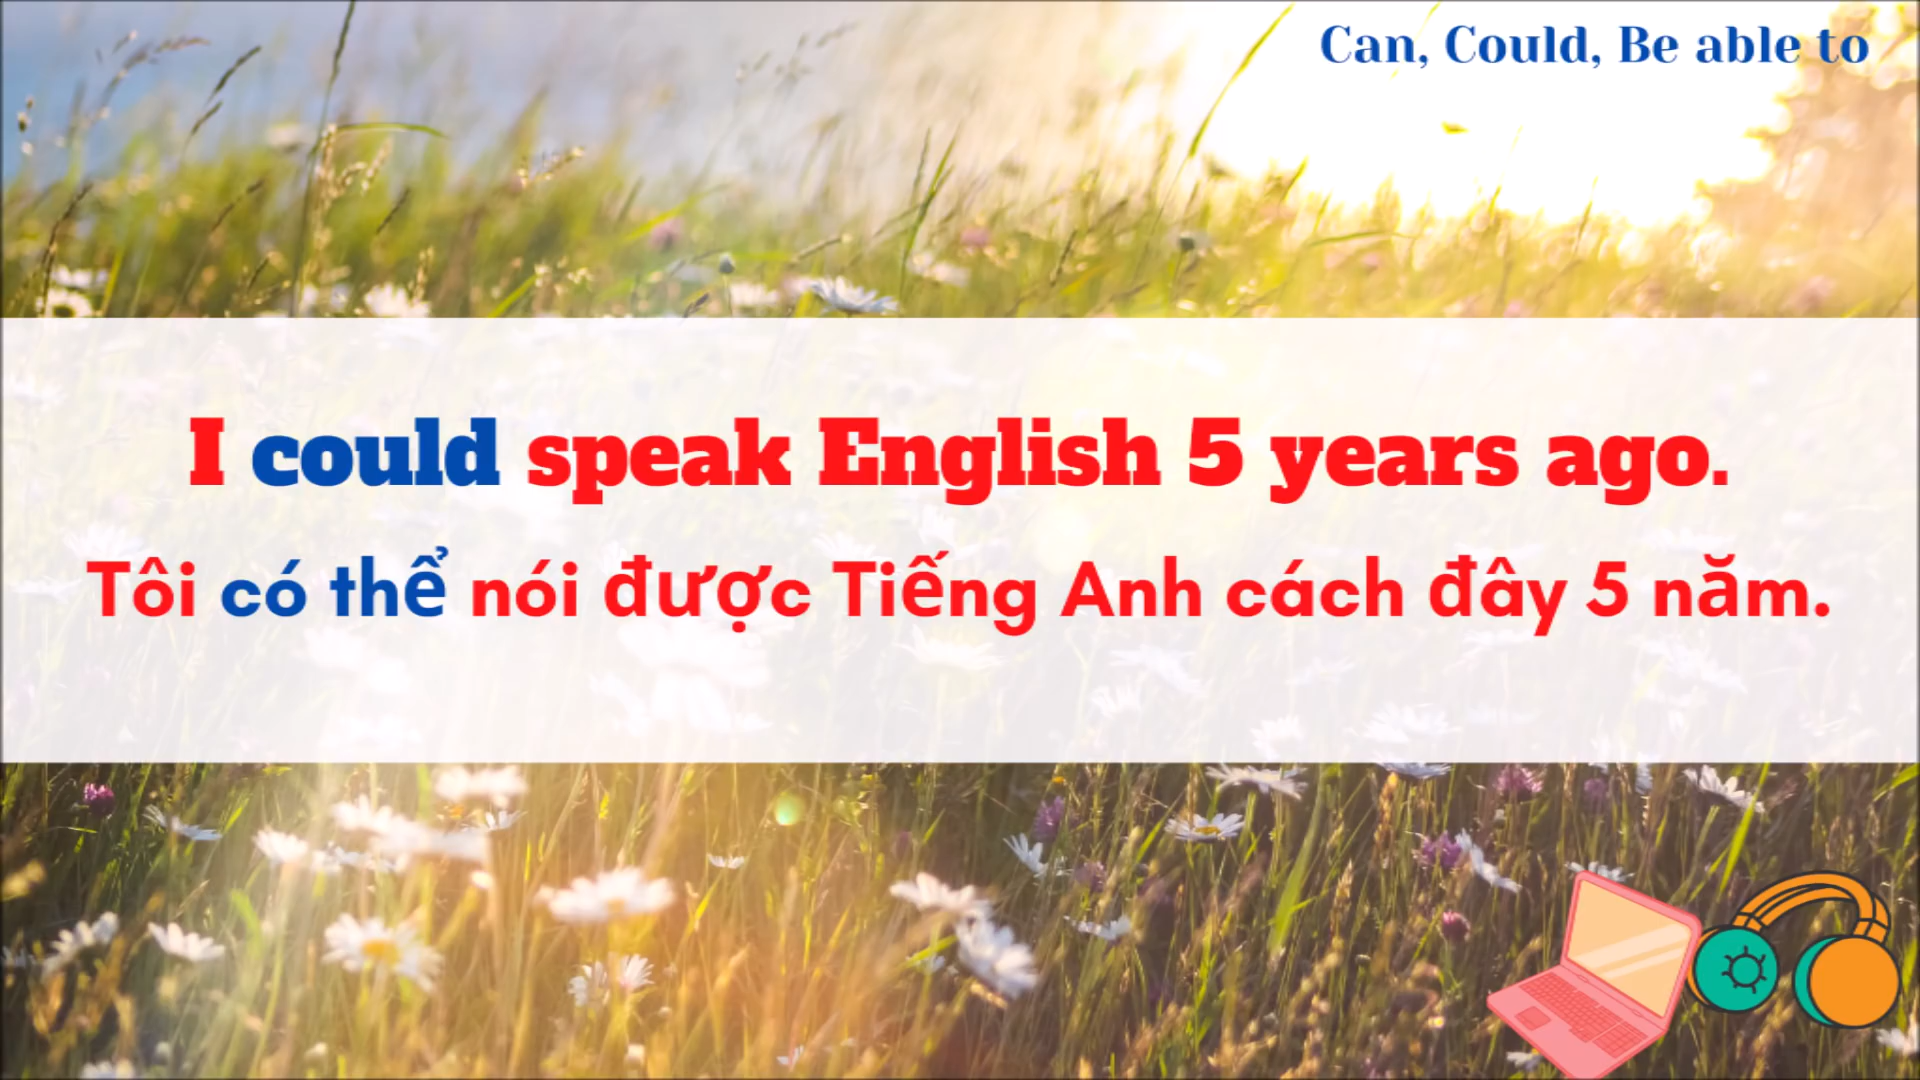 Can, Could, Be able to
I could speak English 5 years ago.
Tôi có thể nói được Tiếng Anh cách đây 5 năm.